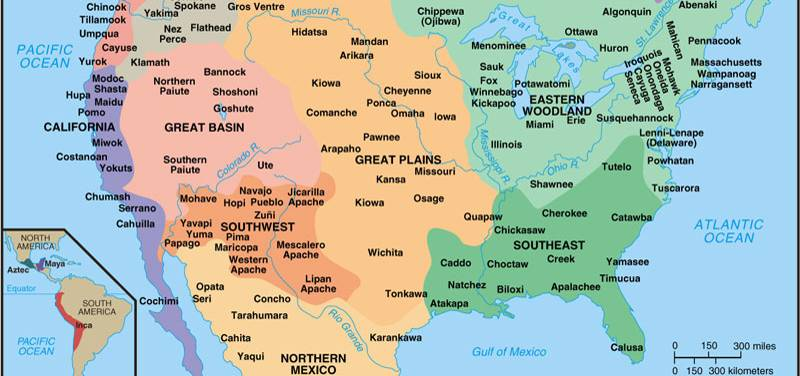 Chinook
Tillamook
Umpqua
Cayuse
Yurok
Yakima
Spokane
Nez
Perce
Flathead
Klamath
Gros Ventre
Missouri R.
Hidatsa
Mandan
Arikara
Chippewa
(Ojibwa)
Great
Lakes
Menominee
Ottawa
Algonquin
Huron
St. Lawrence
Abenaki
Mahican
Pennacook
Massachusetts
Wampanoag
Narragansett
Iroquois
Mohawk
Oneida
Onondaga
Cayuga
Seneca
PACIFIC
OCEAN
Modoc
Shasta
Hupa
Maidu
Pomo
CALIFORNIA
Miwok
Costanoan
Yokuts
Chumash
Serrano
Cahuilla
Cochimi
Bannock
Northern
Paiute
Shoshoni
Goshute
GREAT BASIN
Southern
Paiute
Ute
Colorado R.
Kiowa
Comanche
Sioux
Cheyenne
Ponca
Omaha
Iowa
Pawnee
Arapaho
GREAT PLAINS
Missouri
Kansa
Kiowa
Osage
Quapaw
Wichita
Tonkawa
Karankawa
Sauk
Fox
Winnebago
Kickapoo
Potawatomi
EASTERN
WOODLAND
Miami
Erie
Illinois
Susquehannock
Lenni-Lenape
(Delaware)
Powhatan
Tutelo
Tuscarora
Shawnee
Mississippi R.
Ohio R.
Mohave
Navajo
Hopi
Pueblo
Zuñi
Jicarilla
Apache
SOUTHWEST
Yavapi
Yuma
Papago
Pima
Maricopa
Western
Apache
Mescalero
Apache
Lipan
Apache
Opata
Seri
Concho
Tarahumara
Cahita
Yaqui
NORTHERN
MEXICO
Rio Grande
Cherokee
Catawba
Chickasaw
SOUTHEAST
Creek
Caddo
Choctaw
Natchez
Biloxi
Atakapa
Apalachee
Yamasee
Timucua
Calusa
ATLANTIC
OCEAN
Gulf of Mexico
0 150 300 miles
0 150 300 kilometers
NORTH
AMERICA
Aztec
Maya
Equator
SOUTH
AMERICA
Inca
PACIFIC
OCEAN